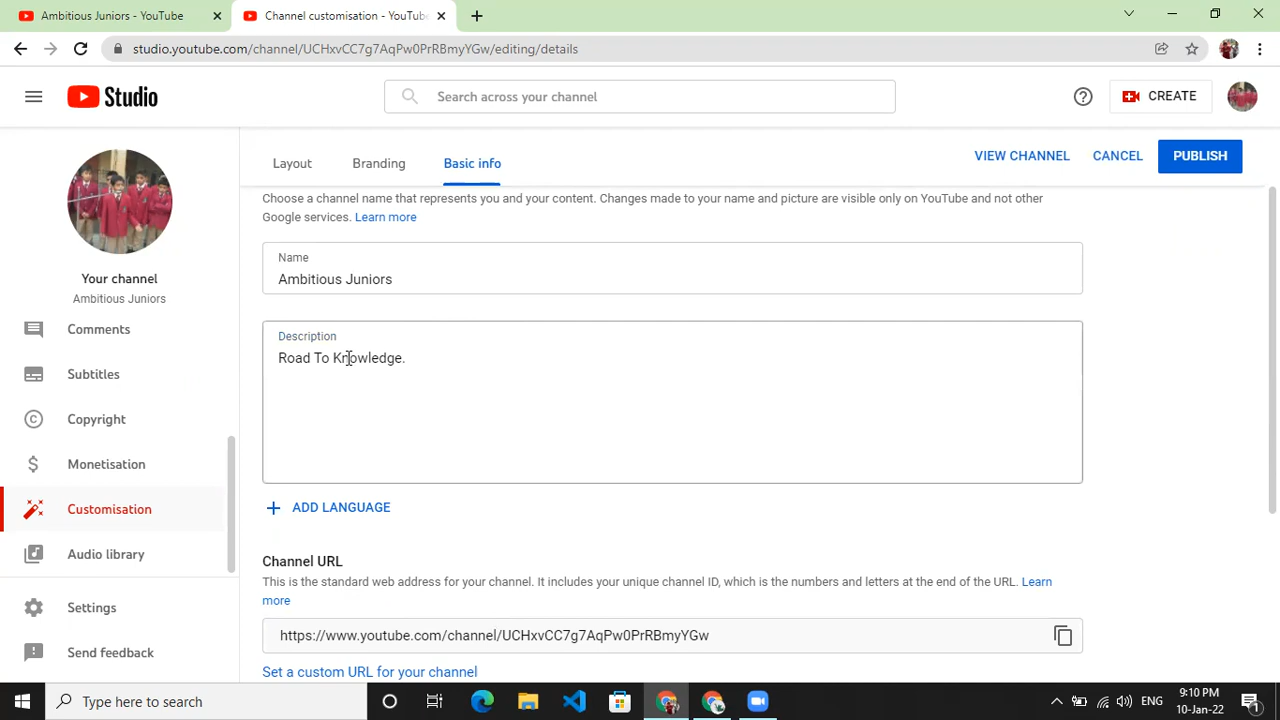 Ambitious Juniors - YouTube
Channel customisation - YouTube
studio.youtube.com/channel/UCHxvCC7g7AqPw0PrRBmyYGw/editing/details
Studio
Search across your channel
CREATE
Layout
Branding
Basic info
VIEW CHANNEL
CANCEL
PUBLISH
Your channel
Ambitious Juniors
Comments
Subtitles
Copyright
Monetisation
Customisation
Audio library
Settings
Send feedback
Choose a channel name that represents you and your content. Changes made to your name and picture are visible only on YouTube and not other
Google services. Learn more
Name
Ambitious Juniors
Description
Road To Knowledge.
ADD LANGUAGE
Channel URL
This is the standard web address for your channel. It includes your unique channel ID, which is the numbers and letters at the end of the URL. Learn
more
https://www.youtube.com/channel/UCHxvCC7g7AqPw0PrRBmyYGw
Set a custom URL for your channel
Type here to search
ENG
9:10 PM
10-Jan-22
1